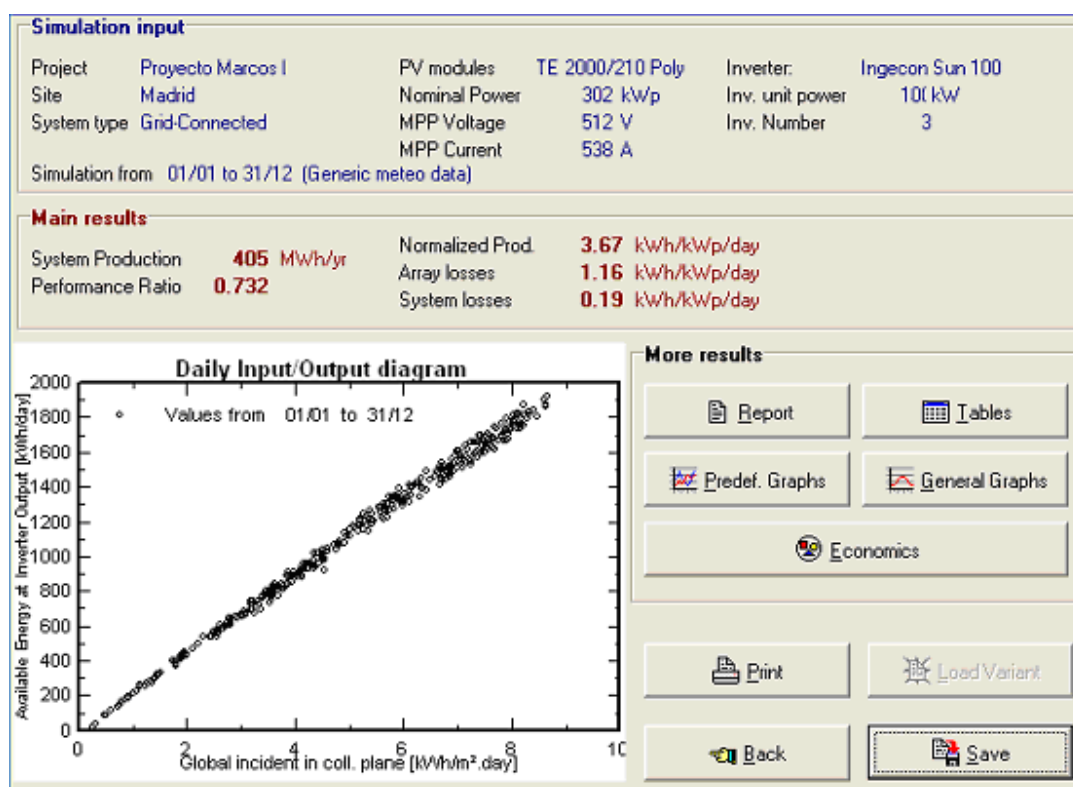 Simulation input
Project Proyecto Marcos I PV modules TE 2000/210 Poly Inverter: Ingecon Sun 100
Site Madrid Nominal Power 302 kWp Inv. unit power 10( kW
System type Grid-Connected MPP Voltage 512 V Inv. Number 3
MPP Current 538 A
Simulation from 01/01 to 31/12 (Generic meteo data)
Main results
System Production 405 MWh/yr Normalized Prod. 3.67 kWh/kWp/day
Performance Ratio 0.732 Array losses 1.16 kWh/kWp/day
System losses 0.19 kWh/kWp/day
Daily Input/Output diagram
Values from 01/01 to 31/12
Available Energy at Inverter Output [kWh/day]
2000
1800
1600
1400
1200
1000
800
600
400
200
0
0 2 4 6 8 10
Global incident in coll. plane [kWh/m².day]
More results
Report Tables
Predef. Graphs General Graphs
Economics
Print Load Variant
Back Save